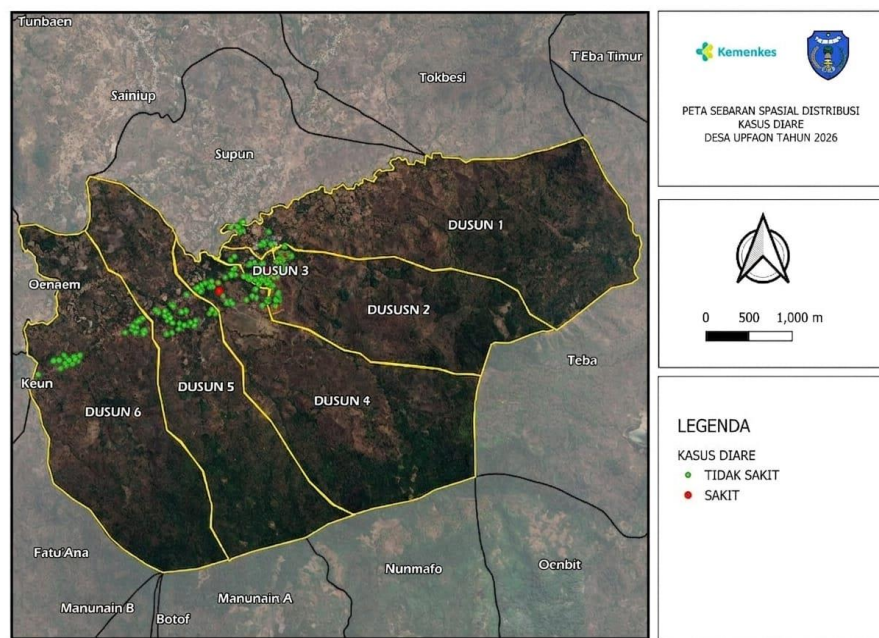 Tunbaen
T'Eba Timur
Tokbesi
Sainiup
Supun
DUSUN 1
DUSUN 3
Oenaem
DUSUSN 2
Teba
Keun
DUSUN 5
DUSUN 4
DUSUN 6
Fatu'Ana
Nunmafo
Oenbit
Manunain A
Manunain B
Botof
Kemenkes
PETA SEBARAN SPASIAL DISTRIBUSI
KASUS DIARE
DESA UPFAON TAHUN 2026
0 500 1,000 m
LEGENDA
KASUS DIARE
TIDAK SAKIT
SAKIT